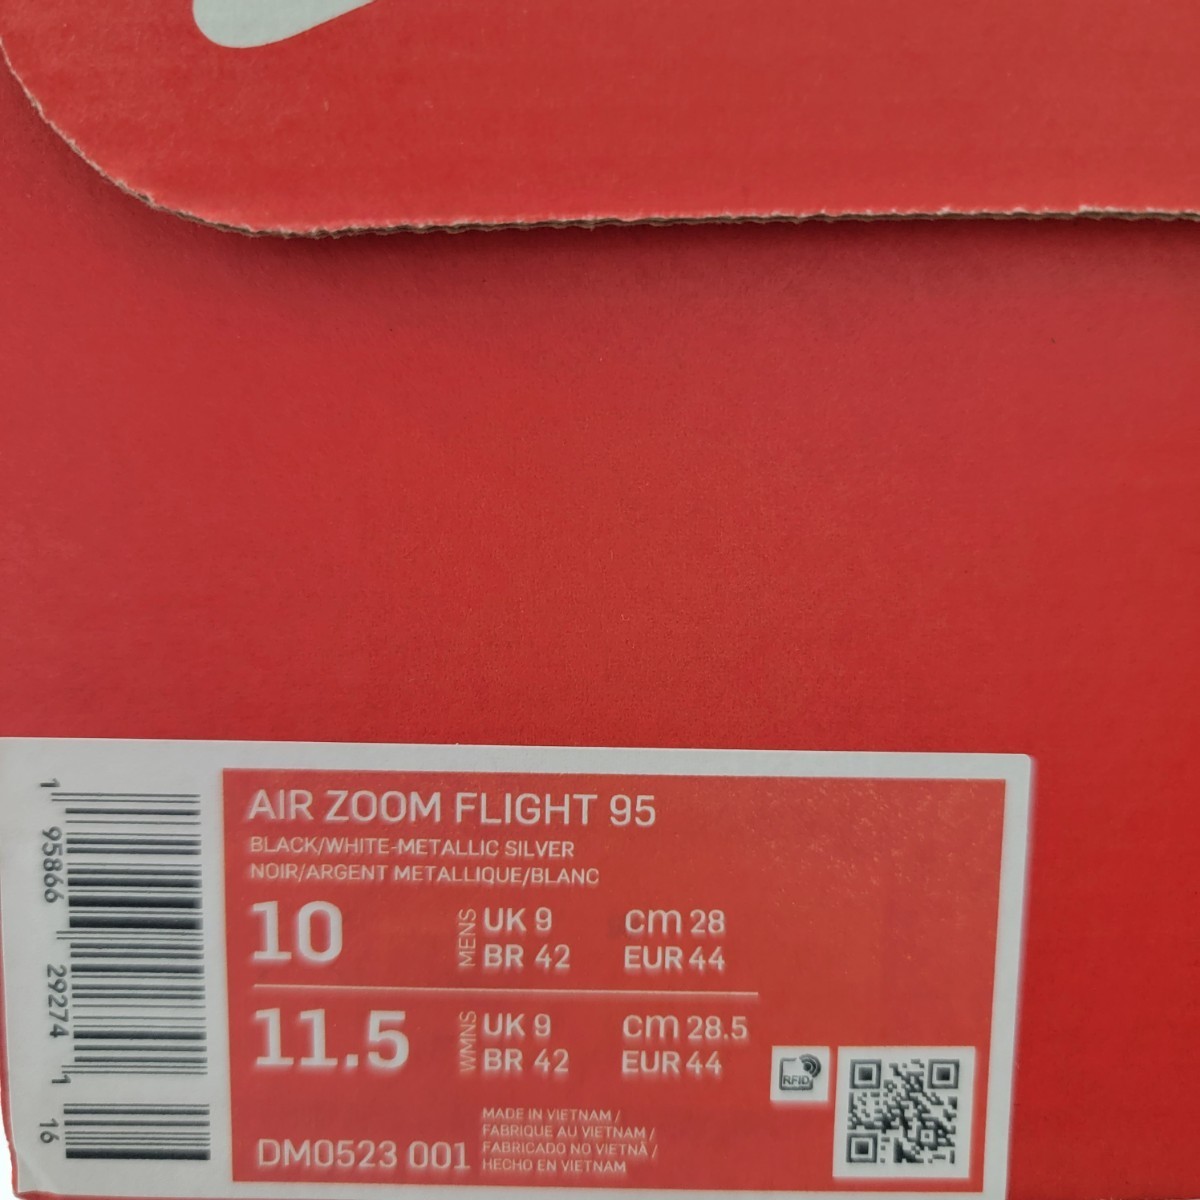 AIR ZOOM FLIGHT 95
BLACK/WHITE-METALLIC SILVER
NOIR/ARGENT METALLIQUE/BLANC
10 MENS UK 9 cm 28
BR 42 EUR 44
11.5 WMNS UK 9 cm 28.5
BR 42 EUR 44
RFID
DM0523 001
MADE IN VIETNAM /
FABRIQUE AU VIETNAM /
FABRICADO NO VIETNÃ /
HECHO EN VIETNAM
1 95866 29274 1 16